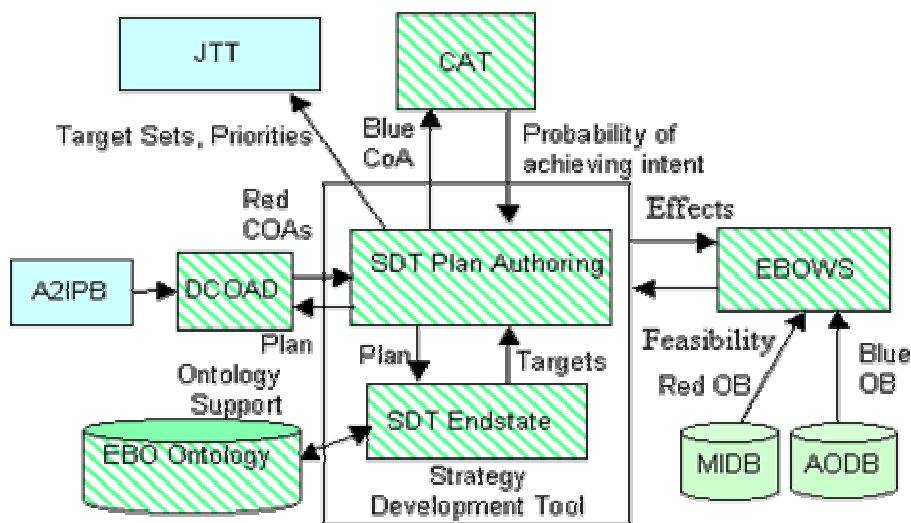 JTT
CAT
Target Sets, Priorities
Blue
CoA
Probability of
achieving intent
Red
COAs
Effects
SDT Plan Authoring
EBOWS
A2IPB
DCOAD
Plan
Plan
Targets
Feasibility
Red OB
Blue
OB
Ontology
Support
SDT Endstate
EBO Ontology
MIDB
AODB
Strategy
Development Tool